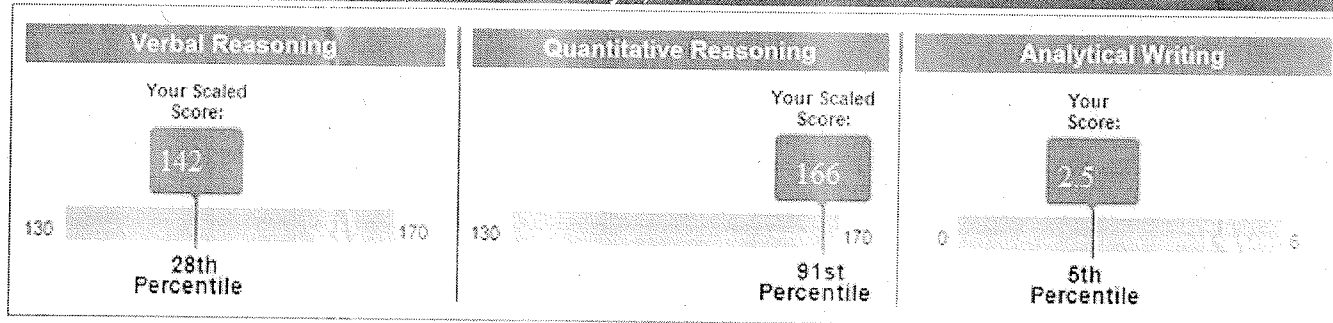 Verbal Reasoning
Your Scaled
Score:
142
130
170
28th
Percentile
Quantitative Reasoning
Your Scaled
Score:
166
130
170
91st
Percentile
Analytical Writing
Your
Score:
2.5
0
6
5th
Percentile